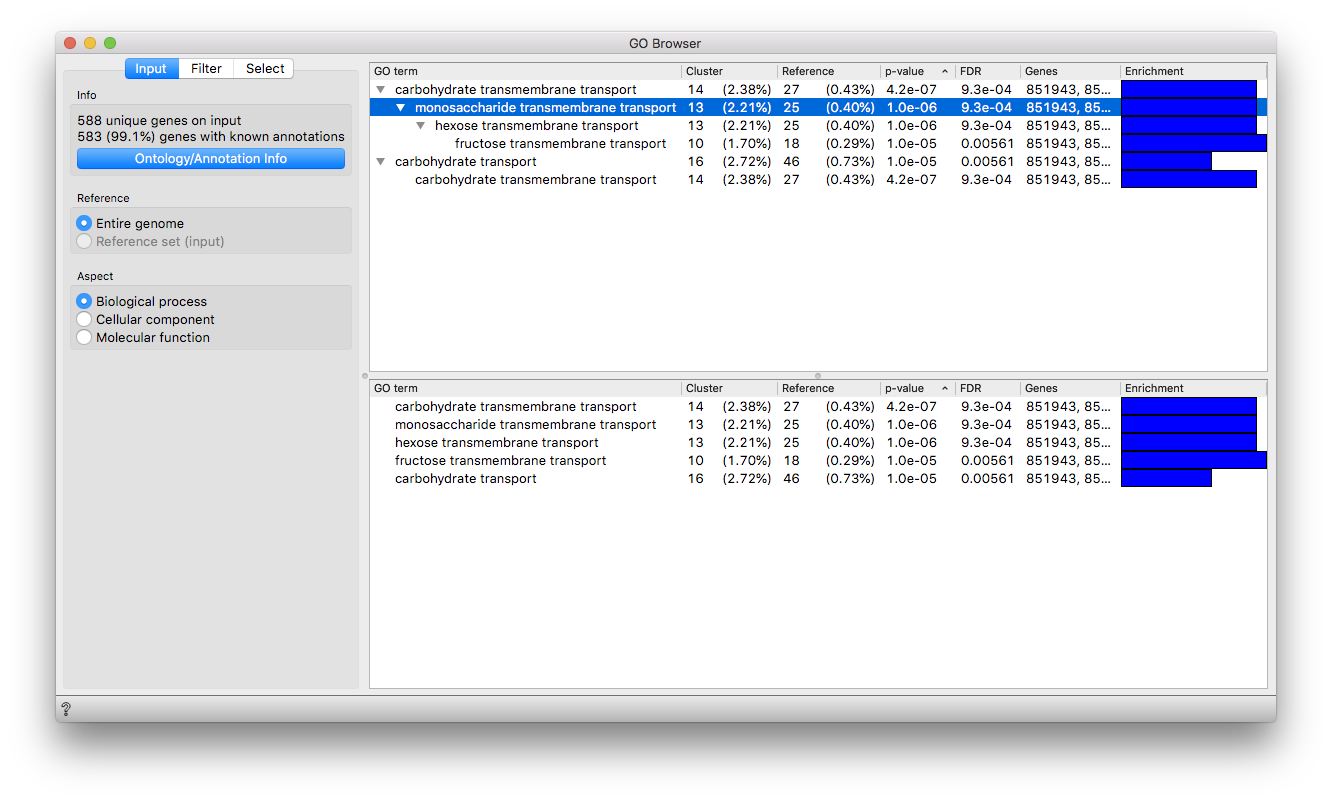 GO Browser
Input Filter Select
Info
588 unique genes on input
583 (99.1%) genes with known annotations
Ontology/Annotation Info
Reference
Entire genome
Reference set (input)
Aspect
Biological process
Cellular component
Molecular function
GO term Cluster Reference p-value FDR Genes Enrichment
carbohydrate transmembrane transport 14 (2.38%) 27 (0.43%) 4.2e-07 9.3e-04 851943, 85...
monosaccharide transmembrane transport 13 (2.21%) 25 (0.40%) 1.0e-06 9.3e-04 851943, 85...
hexose transmembrane transport 13 (2.21%) 25 (0.40%) 1.0e-06 9.3e-04 851943, 85...
fructose transmembrane transport 10 (1.70%) 18 (0.29%) 1.0e-05 0.00561 851943, 85...
carbohydrate transport 16 (2.72%) 46 (0.73%) 1.0e-05 0.00561 851943, 85...
carbohydrate transmembrane transport 14 (2.38%) 27 (0.43%) 4.2e-07 9.3e-04 851943, 85...
GO term Cluster Reference p-value FDR Genes Enrichment
carbohydrate transmembrane transport 14 (2.38%) 27 (0.43%) 4.2e-07 9.3e-04 851943, 85...
monosaccharide transmembrane transport 13 (2.21%) 25 (0.40%) 1.0e-06 9.3e-04 851943, 85...
hexose transmembrane transport 13 (2.21%) 25 (0.40%) 1.0e-06 9.3e-04 851943, 85...
fructose transmembrane transport 10 (1.70%) 18 (0.29%) 1.0e-05 0.00561 851943, 85...
carbohydrate transport 16 (2.72%) 46 (0.73%) 1.0e-05 0.00561 851943, 85...
?